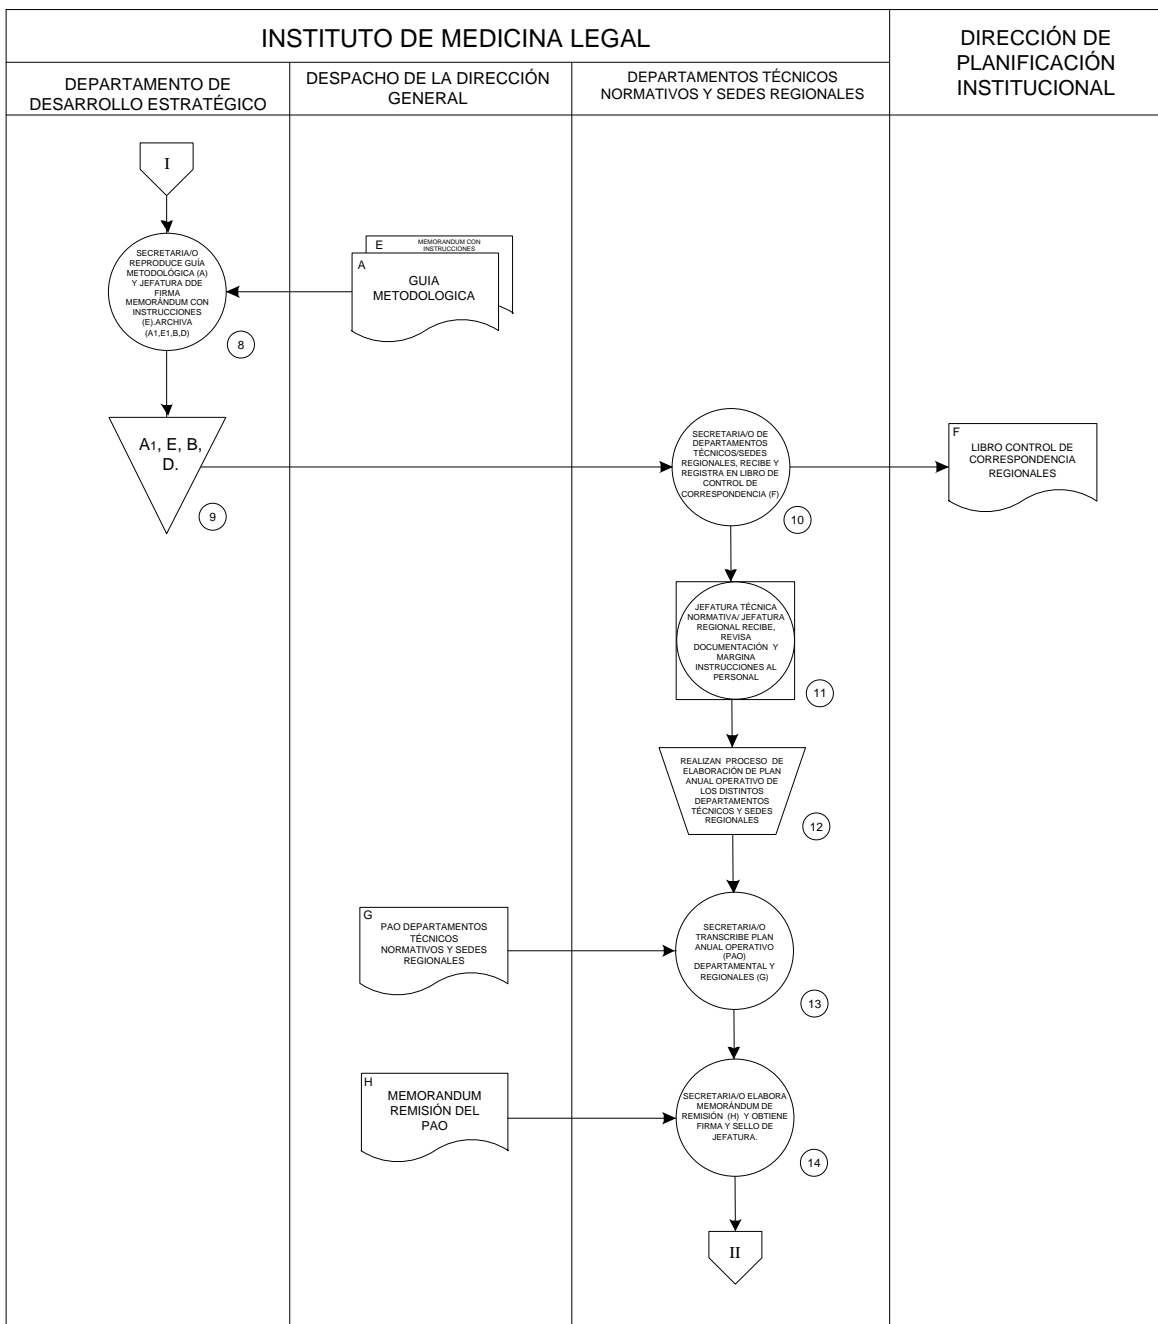 INSTITUTO DE MEDICINA LEGAL
DIRECCIÓN DE
PLANIFICACIÓN
INSTITUCIONAL
DEPARTAMENTO DE
DESARROLLO ESTRATÉGICO
DESPACHO DE LA DIRECCIÓN
GENERAL
DEPARTAMENTOS TÉCNICOS
NORMATIVOS Y SEDES REGIONALES
I
SECRETARIA/O
REPRODUCE GUÍA
METODOLÓGICA (A)
Y JEFATURA DDE
FIRMA
MEMORÁNDUM CON
INSTRUCCIONES
(E).ARCHIVA
(A1,E1,B,D)
8
E
MEMORANDUM CON
INSTRUCCIONES
A
GUIA
METODOLOGICA
A1, E, B,
D.
9
SECRETARIA/O DE
DEPARTAMENTOS
TÉCNICOS/SEDES
REGIONALES, RECIBE Y
REGISTRA EN LIBRO DE
CONTROL DE
CORRESPONDENCIA (F)
10
F
LIBRO CONTROL DE
CORRESPONDENCIA
REGIONALES
JEFATURA TÉCNICA
NORMATIVA/ JEFATURA
REGIONAL RECIBE,
REVISA
DOCUMENTACIÓN Y
MARGINA
INSTRUCCIONES AL
PERSONAL
11
REALIZAN PROCESO DE
ELABORACIÓN DE PLAN
ANUAL OPERATIVO DE
LOS DISTINTOS
DEPARTAMENTOS
TÉCNICOS Y SEDES
REGIONALES
12
G
PAO DEPARTAMENTOS
TÉCNICOS
NORMATIVOS Y SEDES
REGIONALES
SECRETARIA/O
TRANSCRIBE PLAN
ANUAL OPERATIVO
(PAO)
DEPARTAMENTAL Y
REGIONALES (G)
13
H
MEMORANDUM
REMISIÓN DEL
PAO
SECRETARIA/O ELABORA
MEMORÁNDUM DE
REMISIÓN (H) Y OBTIENE
FIRMA Y SELLO DE
JEFATURA.
14
II